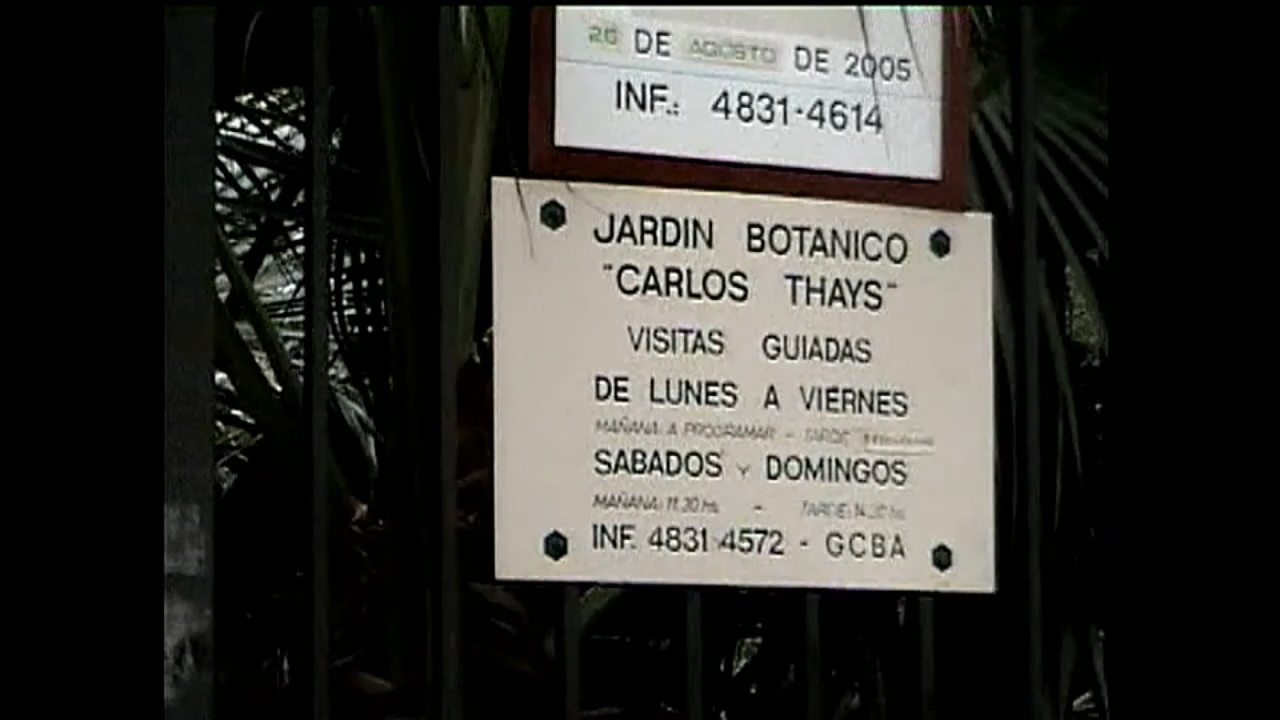 26 DE AGOSTO DE 2005
INF.: 4831-4614
JARDIN BOTANICO
"CARLOS THAYS"
VISITAS GUIADAS
DE LUNES A VIERNES
MAÑANA: A PROGRAMAR - TARDE
SABADOS Y DOMINGOS
MAÑANA: 11.30 hs. - TARDE:
INF. 4831-4572 - GCBA